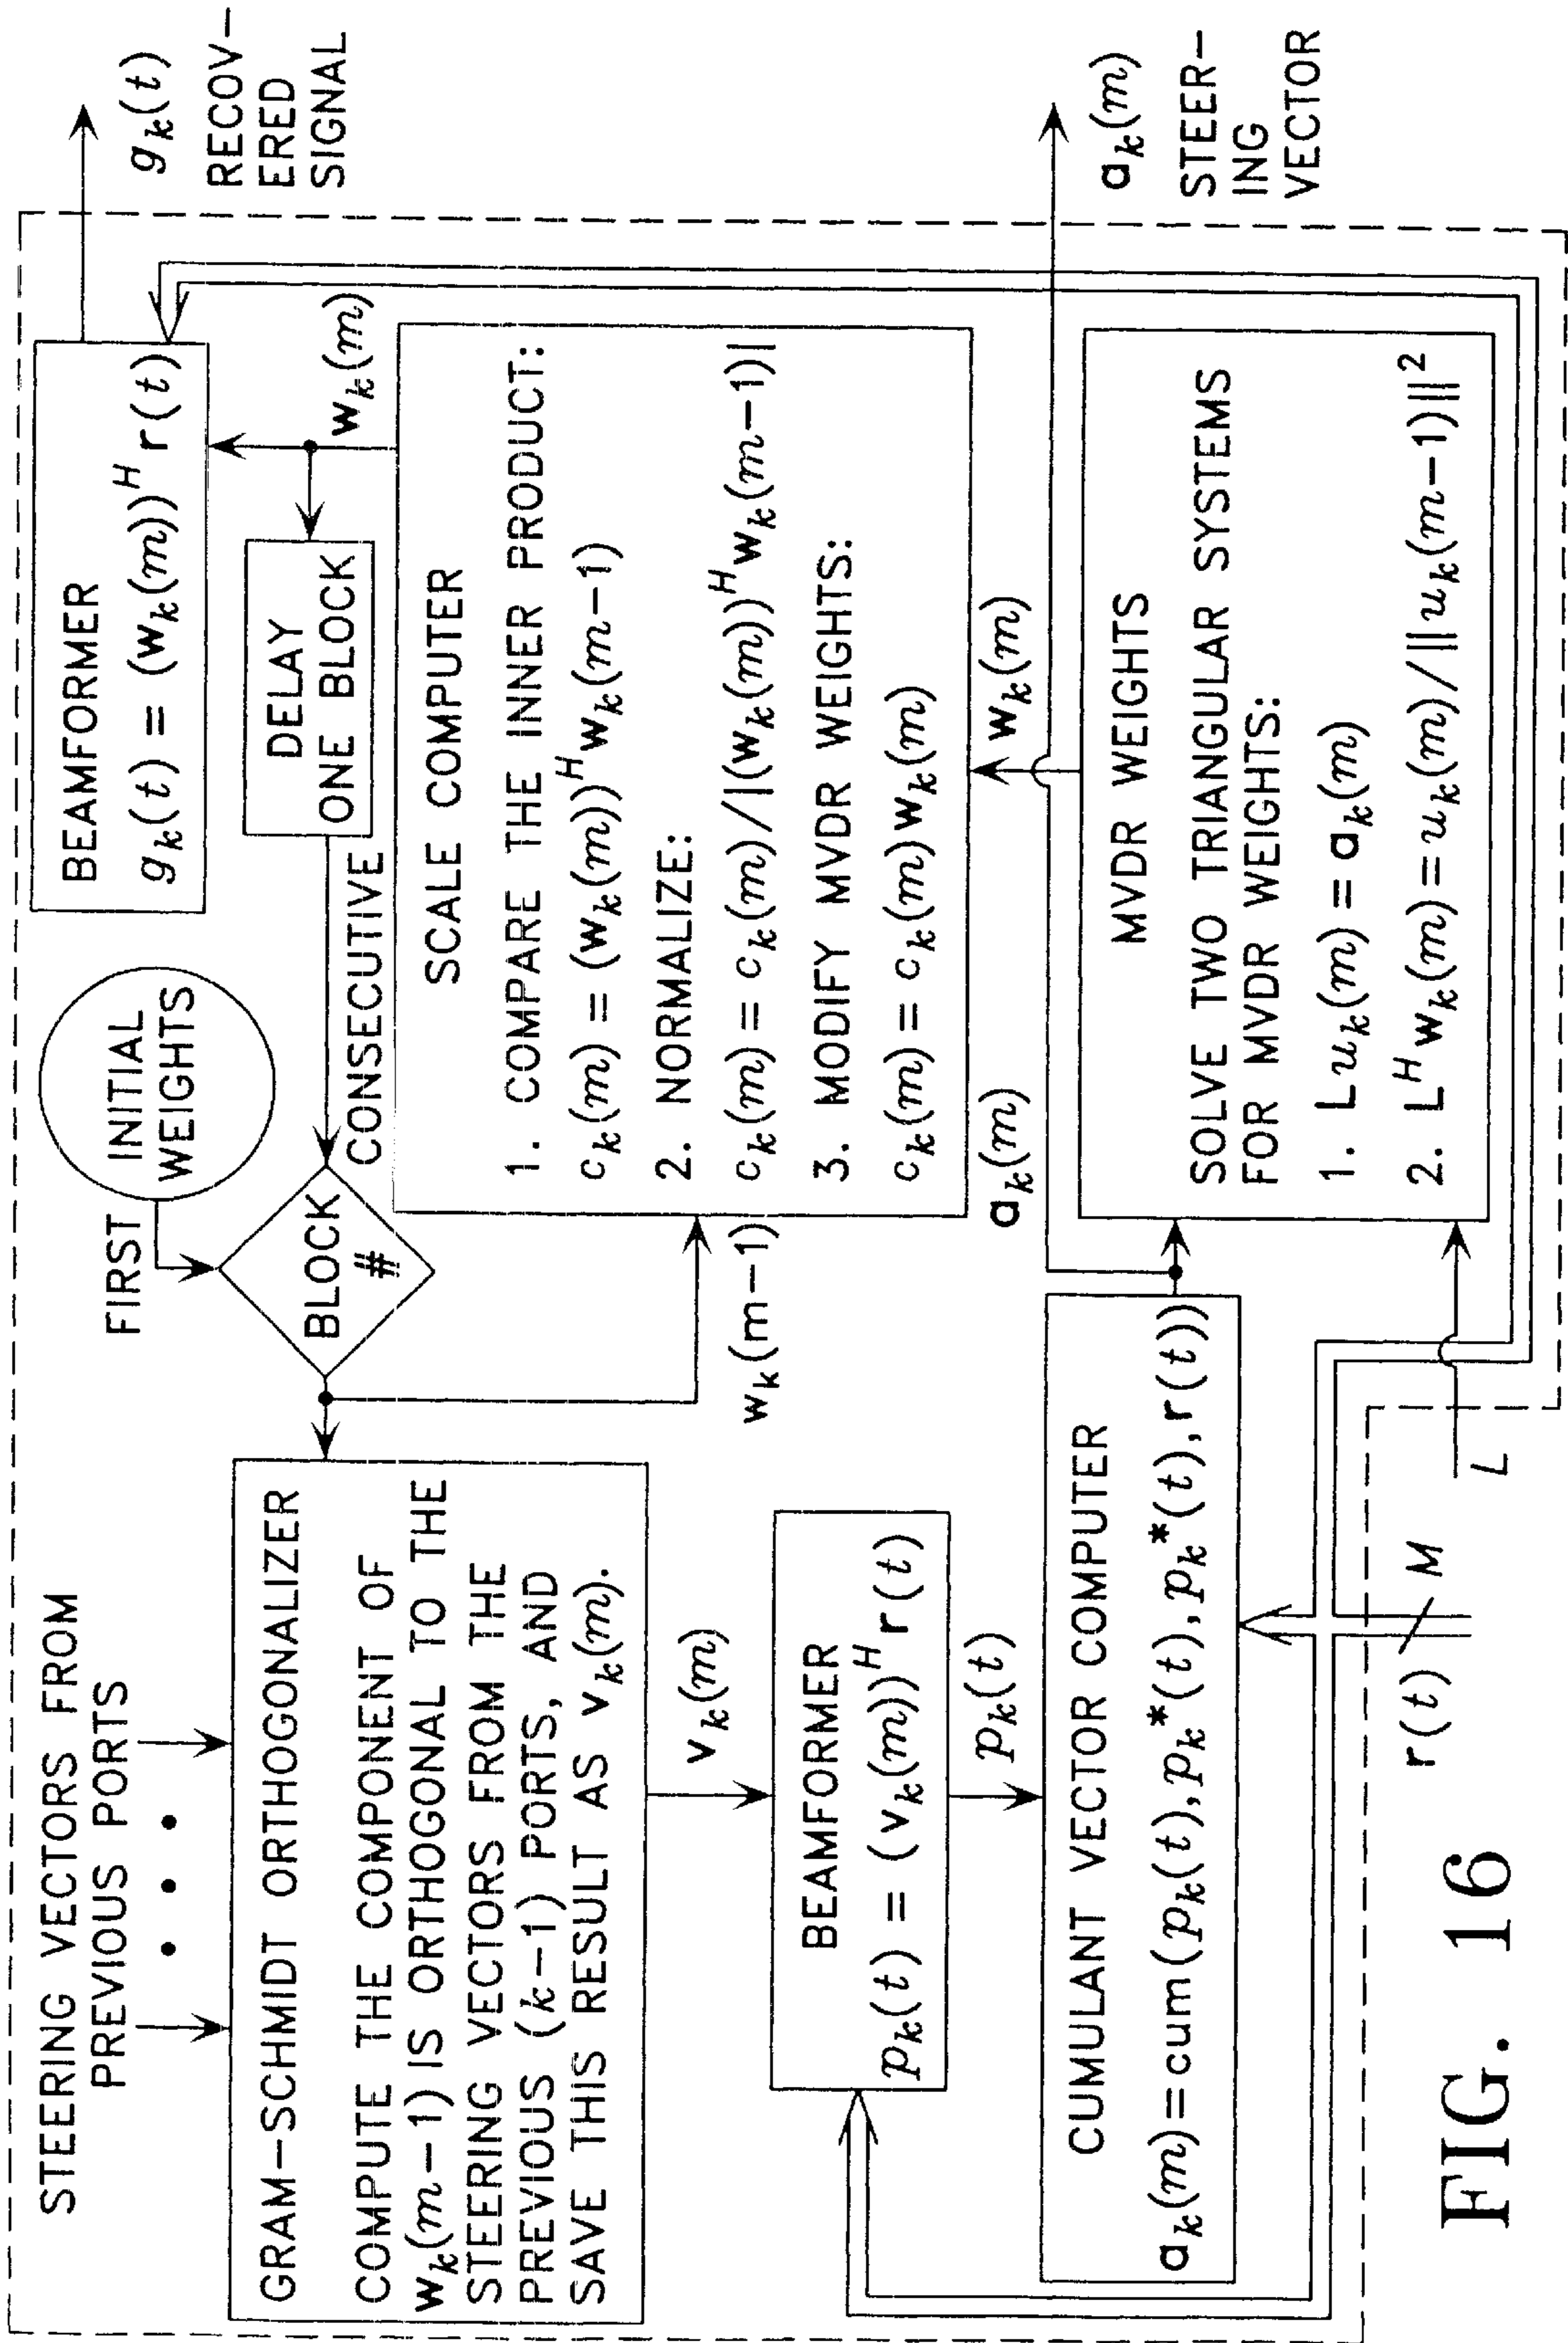 STEERING VECTORS FROM
PREVIOUS PORTS
GRAM-SCHMIDT ORTHOGONALIZER
COMPUTE THE COMPONENT OF
w_k(m-1) IS ORTHOGONAL TO THE
STEERING VECTORS FROM THE
PREVIOUS (k-1) PORTS, AND
SAVE THIS RESULT AS v_k(m).
v_k(m)
BEAMFORMER
p_k(t) = (v_k(m))^H r(t)
p_k(t)
CUMULANT VECTOR COMPUTER
a_k(m)=cum(p_k(t),p_k*(t),p_k*(t),r(t))
r(t)
M
L
FIRST
INITIAL
WEIGHTS
BLOCK
#
CONSECUTIVE
w_k(m-1)
DELAY
ONE BLOCK
BEAMFORMER
g_k(t) = (w_k(m))^H r(t)
g_k(t)
RECOV-
ERED
SIGNAL
w_k(m)
SCALE COMPUTER
1. COMPARE THE INNER PRODUCT:
c_k(m) = (w_k(m))^H w_k(m-1)
2. NORMALIZE:
c_k(m) = c_k(m)/|(w_k(m))^H w_k(m-1)|
3. MODIFY MVDR WEIGHTS:
c_k(m) = c_k(m)w_k(m)
a_k(m)
w_k(m)
a_k(m)
STEER-
ING
VECTOR
MVDR WEIGHTS
SOLVE TWO TRIANGULAR SYSTEMS
FOR MVDR WEIGHTS:
1. Lu_k(m) = a_k(m)
2. L^H w_k(m)=u_k(m)/||u_k(m-1)||^2
FIG. 16